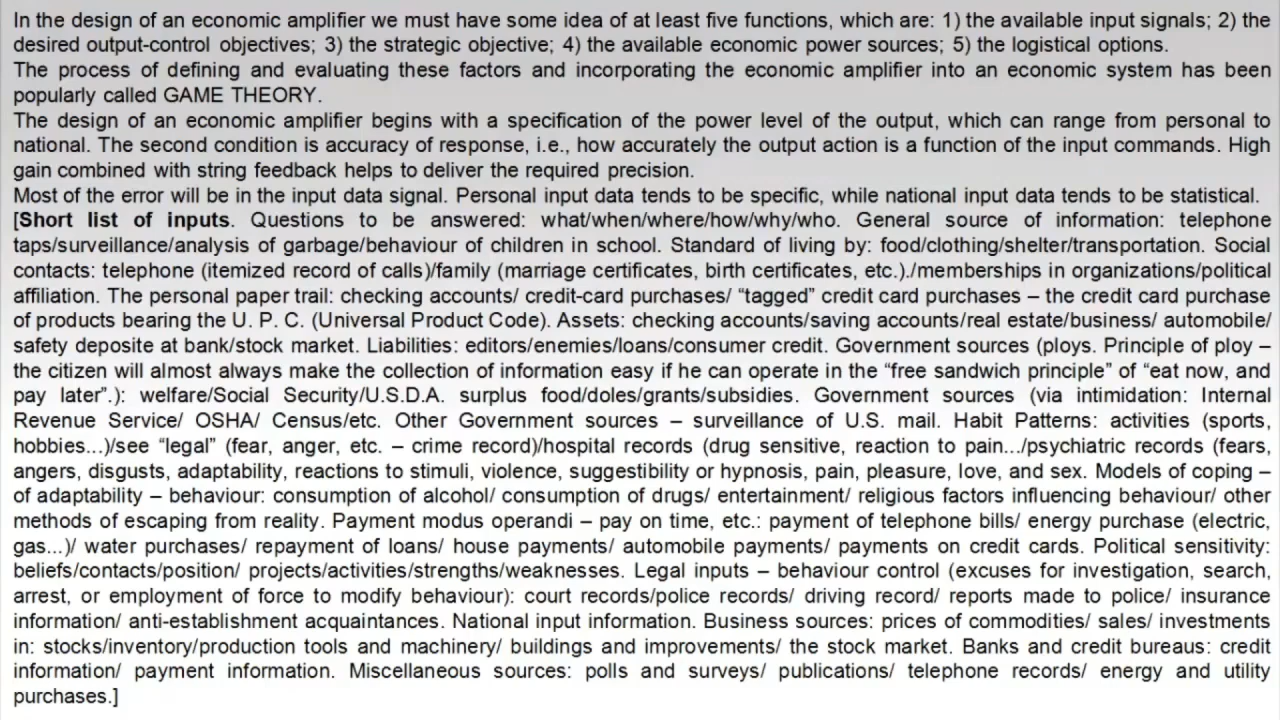 In the design of an economic amplifier we must have some idea of at least five functions, which are: 1) the available input signals; 2) the
desired output-control objectives; 3) the strategic objective; 4) the available economic power sources; 5) the logistical options.
The process of defining and evaluating these factors and incorporating the economic amplifier into an economic system has been
popularly called GAME THEORY.
The design of an economic amplifier begins with a specification of the power level of the output, which can range from personal to
national. The second condition is accuracy of response, i.e., how accurately the output action is a function of the input commands. High
gain combined with string feedback helps to deliver the required precision.
Most of the error will be in the input data signal. Personal input data tends to be specific, while national input data tends to be statistical.
[Short list of inputs. Questions to be answered: what/when/where/how/why/who. General source of information: telephone
taps/surveillance/analysis of garbage/behaviour of children in school. Standard of living by: food/clothing/shelter/transportation. Social
contacts: telephone (itemized record of calls)/family (marriage certificates, birth certificates, etc.)./memberships in organizations/political
affiliation. The personal paper trail: checking accounts/ credit-card purchases/ “tagged” credit card purchases – the credit card purchase
of products bearing the U. P. C. (Universal Product Code). Assets: checking accounts/saving accounts/real estate/business/ automobile/
safety deposite at bank/stock market. Liabilities: editors/enemies/loans/consumer credit. Government sources (ploys. Principle of ploy –
the citizen will almost always make the collection of information easy if he can operate in the “free sandwich principle” of “eat now, and
pay later”.): welfare/Social Security/U.S.D.A. surplus food/doles/grants/subsidies. Government sources (via intimidation: Internal
Revenue Service/ OSHA/ Census/etc. Other Government sources – surveillance of U.S. mail. Habit Patterns: activities (sports,
hobbies...)/see “legal” (fear, anger, etc. – crime record)/hospital records (drug sensitive, reaction to pain.../psychiatric records (fears,
angers, disgusts, adaptability, reactions to stimuli, violence, suggestibility or hypnosis, pain, pleasure, love, and sex. Models of coping –
of adaptability – behaviour: consumption of alcohol/ consumption of drugs/ entertainment/ religious factors influencing behaviour/ other
methods of escaping from reality. Payment modus operandi – pay on time, etc.: payment of telephone bills/ energy purchase (electric,
gas...)/ water purchases/ repayment of loans/ house payments/ automobile payments/ payments on credit cards. Political sensitivity:
beliefs/contacts/position/ projects/activities/strengths/weaknesses. Legal inputs – behaviour control (excuses for investigation, search,
arrest, or employment of force to modify behaviour): court records/police records/ driving record/ reports made to police/ insurance
information/ anti-establishment acquaintances. National input information. Business sources: prices of commodities/ sales/ investments
in: stocks/inventory/production tools and machinery/ buildings and improvements/ the stock market. Banks and credit bureaus: credit
information/ payment information. Miscellaneous sources: polls and surveys/ publications/ telephone records/ energy and utility
purchases.]